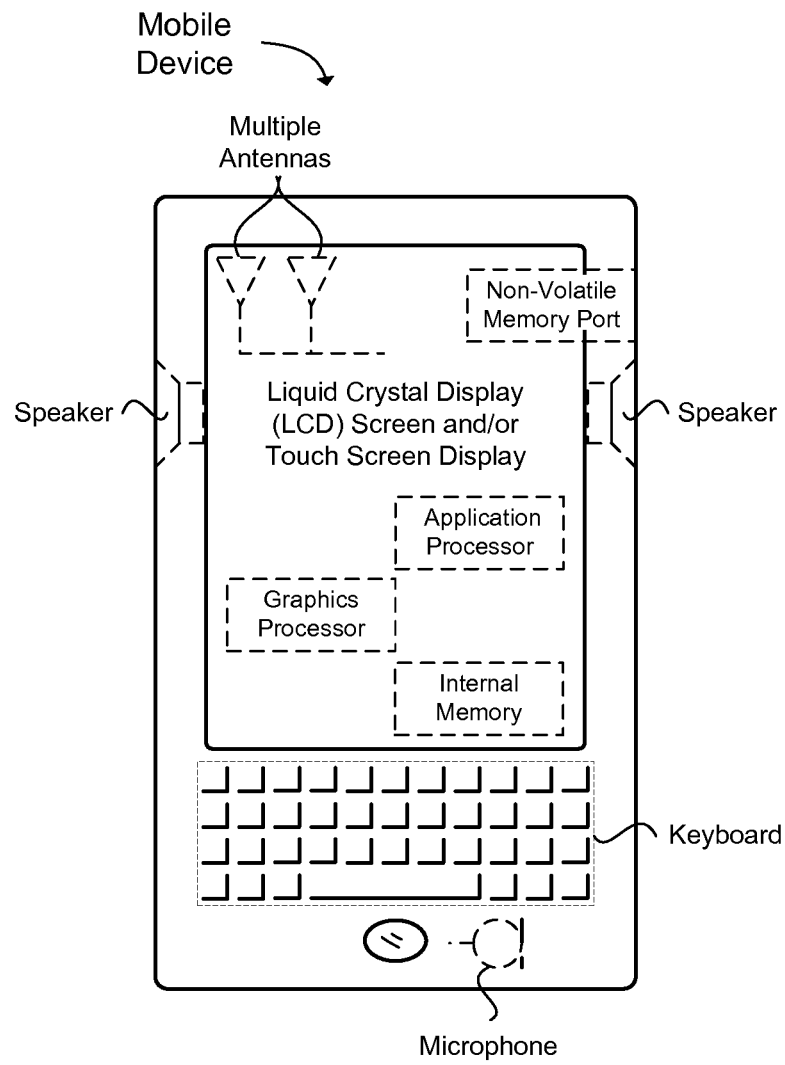 Mobile
Device
Multiple
Antennas
Non-Volatile
Memory Port
Liquid Crystal Display
(LCD) Screen and/or
Touch Screen Display
Speaker
Speaker
Application
Processor
Graphics
Processor
Internal
Memory
Keyboard
Microphone